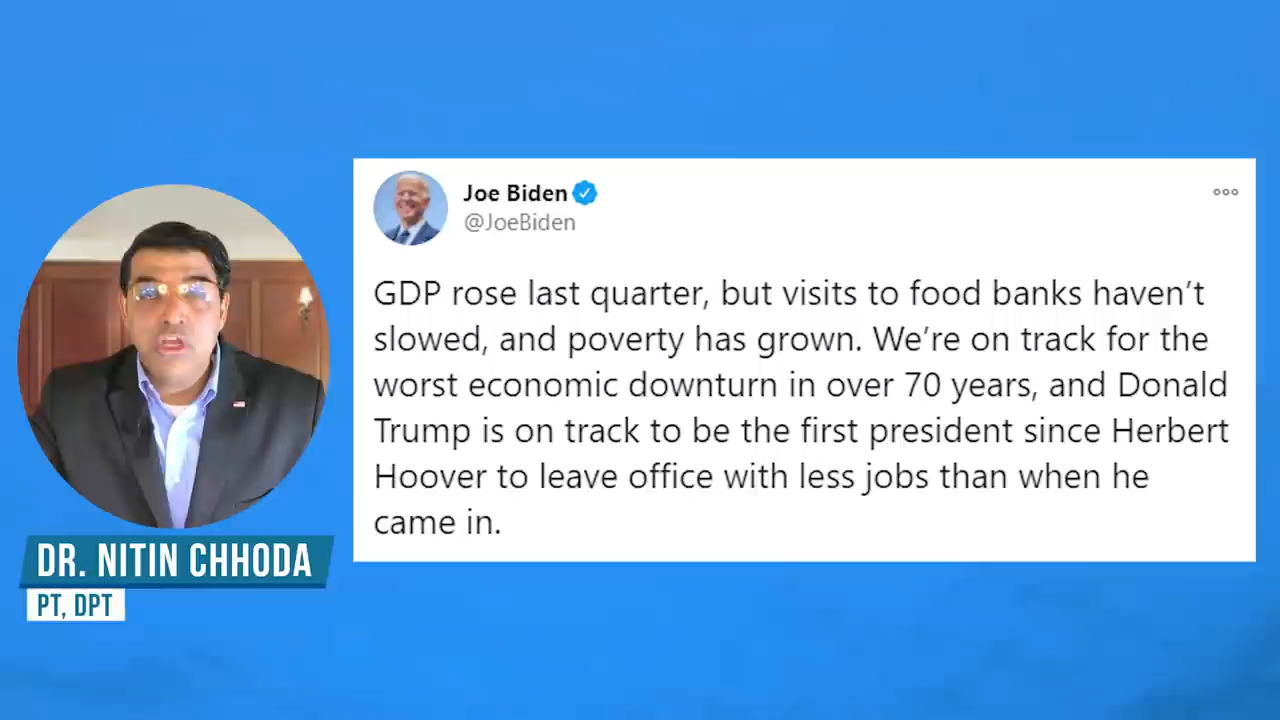 Joe Biden
@JoeBiden
GDP rose last quarter, but visits to food banks haven’t
slowed, and poverty has grown. We’re on track for the
worst economic downturn in over 70 years, and Donald
Trump is on track to be the first president since Herbert
Hoover to leave office with less jobs than when he
came in.
DR. NITIN CHHODA
PT, DPT